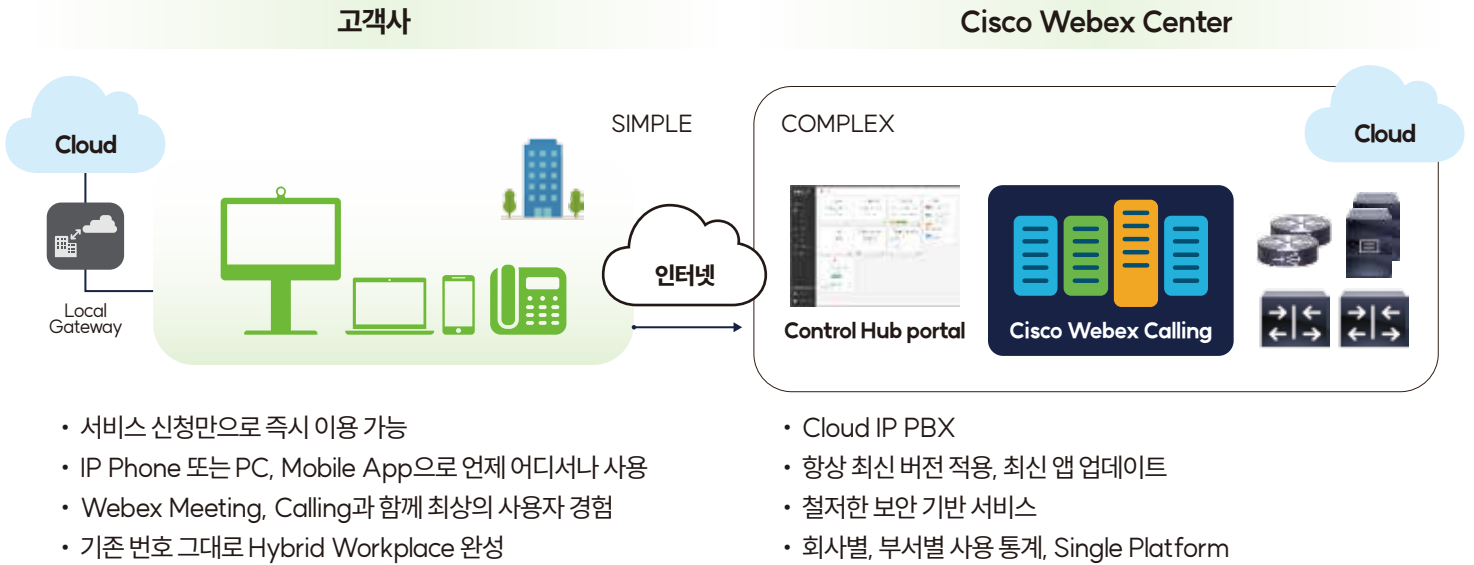 고객사
Cisco Webex Center
Cloud
Local
Gateway
SIMPLE
인터넷
COMPLEX
Cloud
Control Hub portal
Cisco Webex Calling
• 서비스 신청만으로 즉시 이용 가능
• IP Phone 또는 PC, Mobile App으로 언제 어디서나 사용
• Webex Meeting, Calling과 함께 최상의 사용자 경험
• 기존 번호 그대로 Hybrid Workplace 완성
• Cloud IP PBX
• 항상 최신 버전 적용, 최신 앱 업데이트
• 철저한 보안 기반 서비스
• 회사별, 부서별 사용 통계, Single Platform